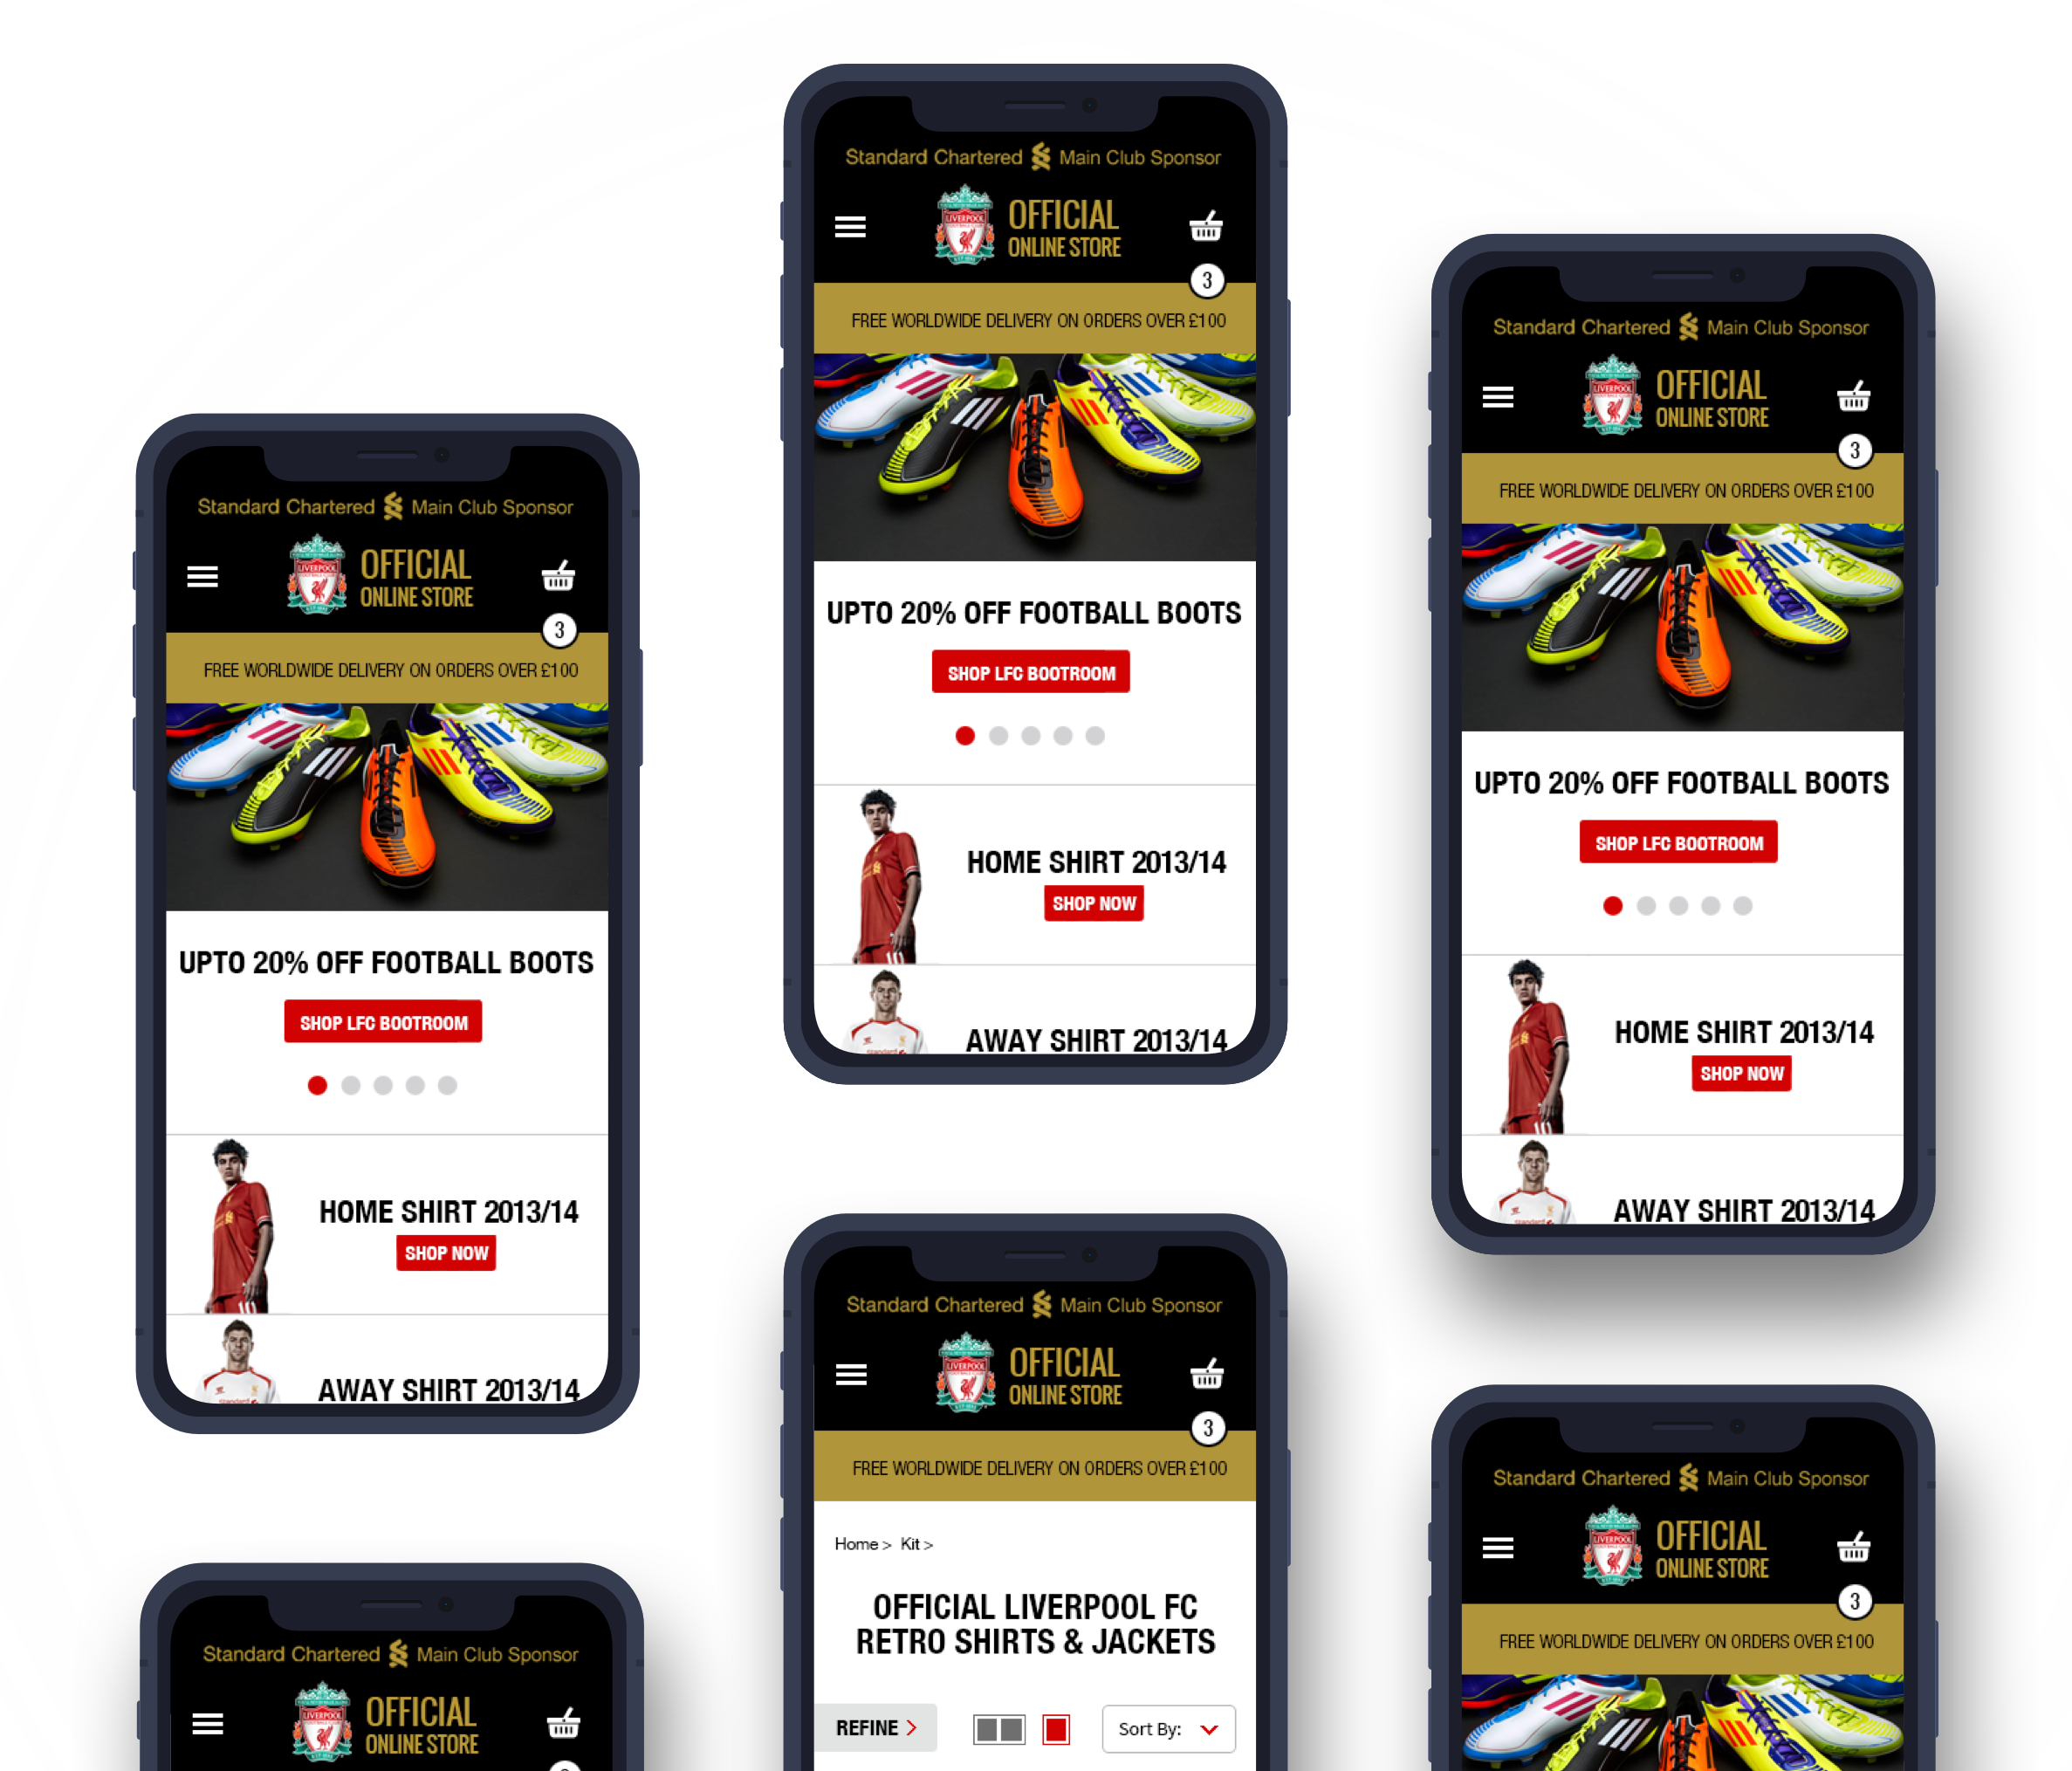 Standard Chartered Main Club Sponsor
LIVERPOOL
OFFICIAL
ONLINE STORE
3
FREE WORLDWIDE DELIVERY ON ORDERS OVER £100
UPTO 20% OFF FOOTBALL BOOTS
SHOP LFC BOOTROOM
HOME SHIRT 2013/14
SHOP NOW
AWAY SHIRT 2013/14
Standard Chartered Main Club Sponsor
LIVERPOOL
OFFICIAL
ONLINE STORE
3
FREE WORLDWIDE DELIVERY ON ORDERS OVER £100
UPTO 20% OFF FOOTBALL BOOTS
SHOP LFC BOOTROOM
HOME SHIRT 2013/14
SHOP NOW
AWAY SHIRT 2013/14
Standard Chartered Main Club Sponsor
LIVERPOOL
OFFICIAL
ONLINE STORE
3
FREE WORLDWIDE DELIVERY ON ORDERS OVER £100
UPTO 20% OFF FOOTBALL BOOTS
SHOP LFC BOOTROOM
HOME SHIRT 2013/14
SHOP NOW
AWAY SHIRT 2013/14
Standard Chartered Main Club Sponsor
LIVERPOOL
OFFICIAL
ONLINE STORE
Standard Chartered Main Club Sponsor
LIVERPOOL
OFFICIAL
ONLINE STORE
3
FREE WORLDWIDE DELIVERY ON ORDERS OVER £100
Home > Kit >
OFFICIAL LIVERPOOL FC
RETRO SHIRTS & JACKETS
REFINE >
Sort By:
Standard Chartered Main Club Sponsor
LIVERPOOL
OFFICIAL
ONLINE STORE
3
FREE WORLDWIDE DELIVERY ON ORDERS OVER £100